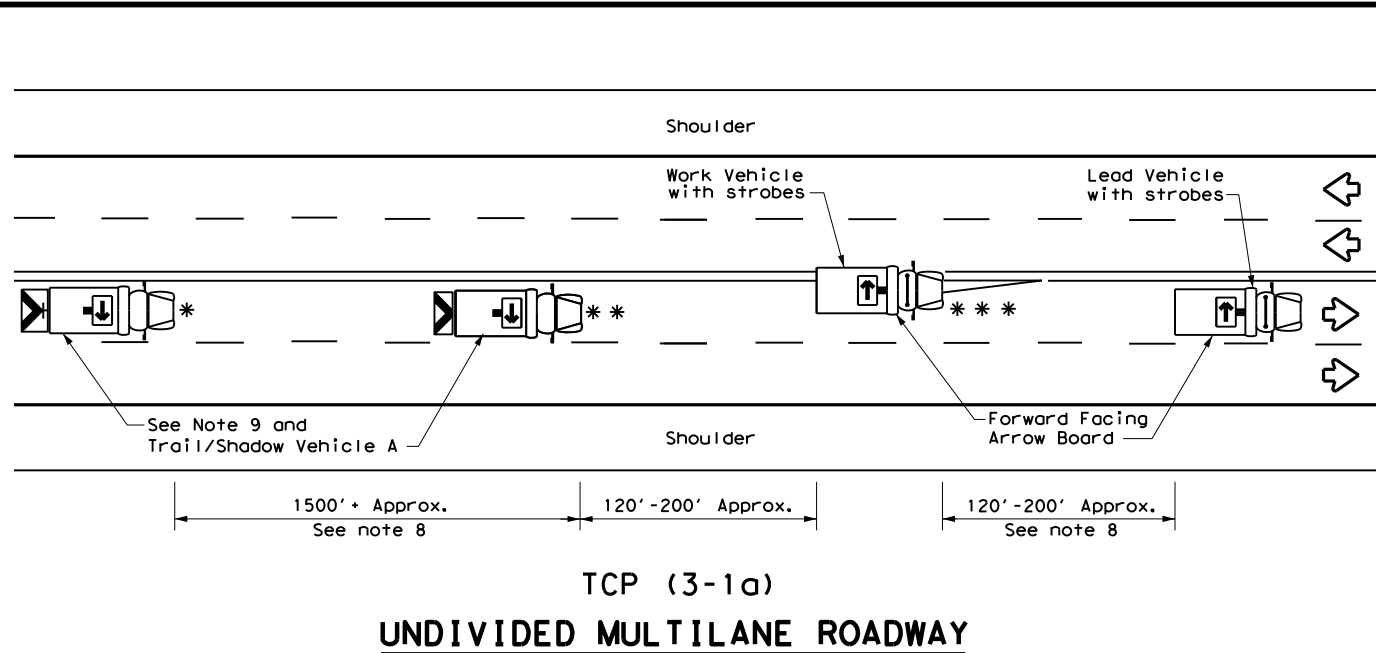 Shoulder
Work Vehicle
with strobes
Lead Vehicle
with strobes
*
* *
* * *
See Note 9 and
Trail/Shadow Vehicle A
Shoulder
Forward Facing
Arrow Board
1500'+ Approx.
See note 8
120'-200' Approx.
120'-200' Approx.
See note 8
TCP (3-1a)
UNDIVIDED MULTILANE ROADWAY